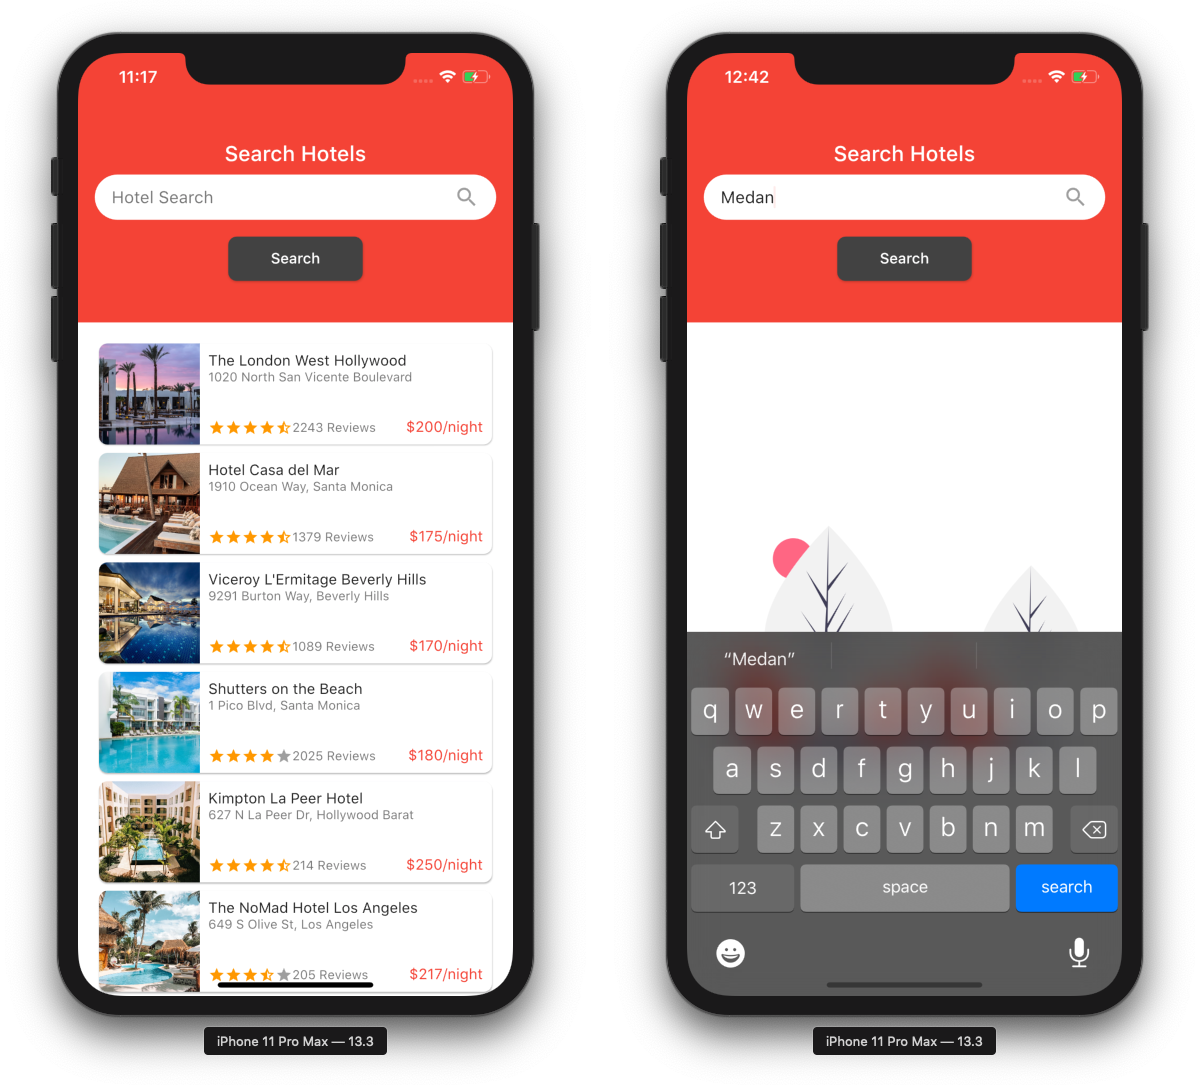 11:17
Search Hotels
Hotel Search
Search
The London West Hollywood
1020 North San Vicente Boulevard
2243 Reviews $200/night
Hotel Casa del Mar
1910 Ocean Way, Santa Monica
1379 Reviews $175/night
Viceroy L'Ermitage Beverly Hills
9291 Burton Way, Beverly Hills
1089 Reviews $170/night
Shutters on the Beach
1 Pico Blvd, Santa Monica
2025 Reviews $180/night
Kimpton La Peer Hotel
627 N La Peer Dr, Hollywood Barat
214 Reviews $250/night
The NoMad Hotel Los Angeles
649 S Olive St, Los Angeles
205 Reviews $217/night
iPhone 11 Pro Max — 13.3
12:42
Search Hotels
Medan
Search
“Medan”
q w e r t y u i o p
a s d f g h j k l
z x c v b n m
123 space search
iPhone 11 Pro Max — 13.3